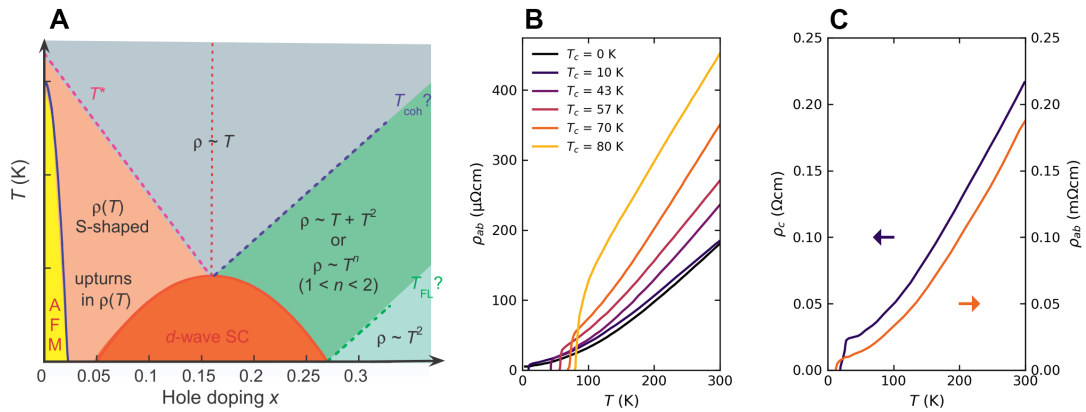 A
T (K)
T*
ρ ~ T
T_coh?
ρ(T)
S-shaped
upturns
in ρ(T)
ρ ~ T + T²
or
ρ ~ Tⁿ
(1 < n < 2)
T_FL?
ρ ~ T²
A
F
M
d-wave SC
0 0.05 0.1 0.15 0.2 0.25 0.3
Hole doping x
B
ρ_ab (μΩcm)
400
300
200
100
0
T_c = 0 K
T_c = 10 K
T_c = 43 K
T_c = 57 K
T_c = 70 K
T_c = 80 K
0 100 200 300
T (K)
C
ρ_c (Ωcm)
0.25
0.20
0.15
0.10
0.05
0.00
0 100 200 300
T (K)
0.25
0.20
0.15
0.10
0.05
0.00
ρ_ab (mΩcm)